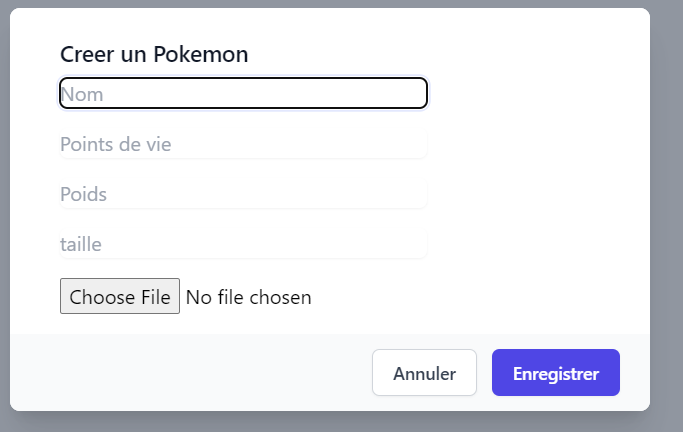 Creer un Pokemon
Nom
Points de vie
Poids
taille
Choose File No file chosen
Annuler Enregistrer